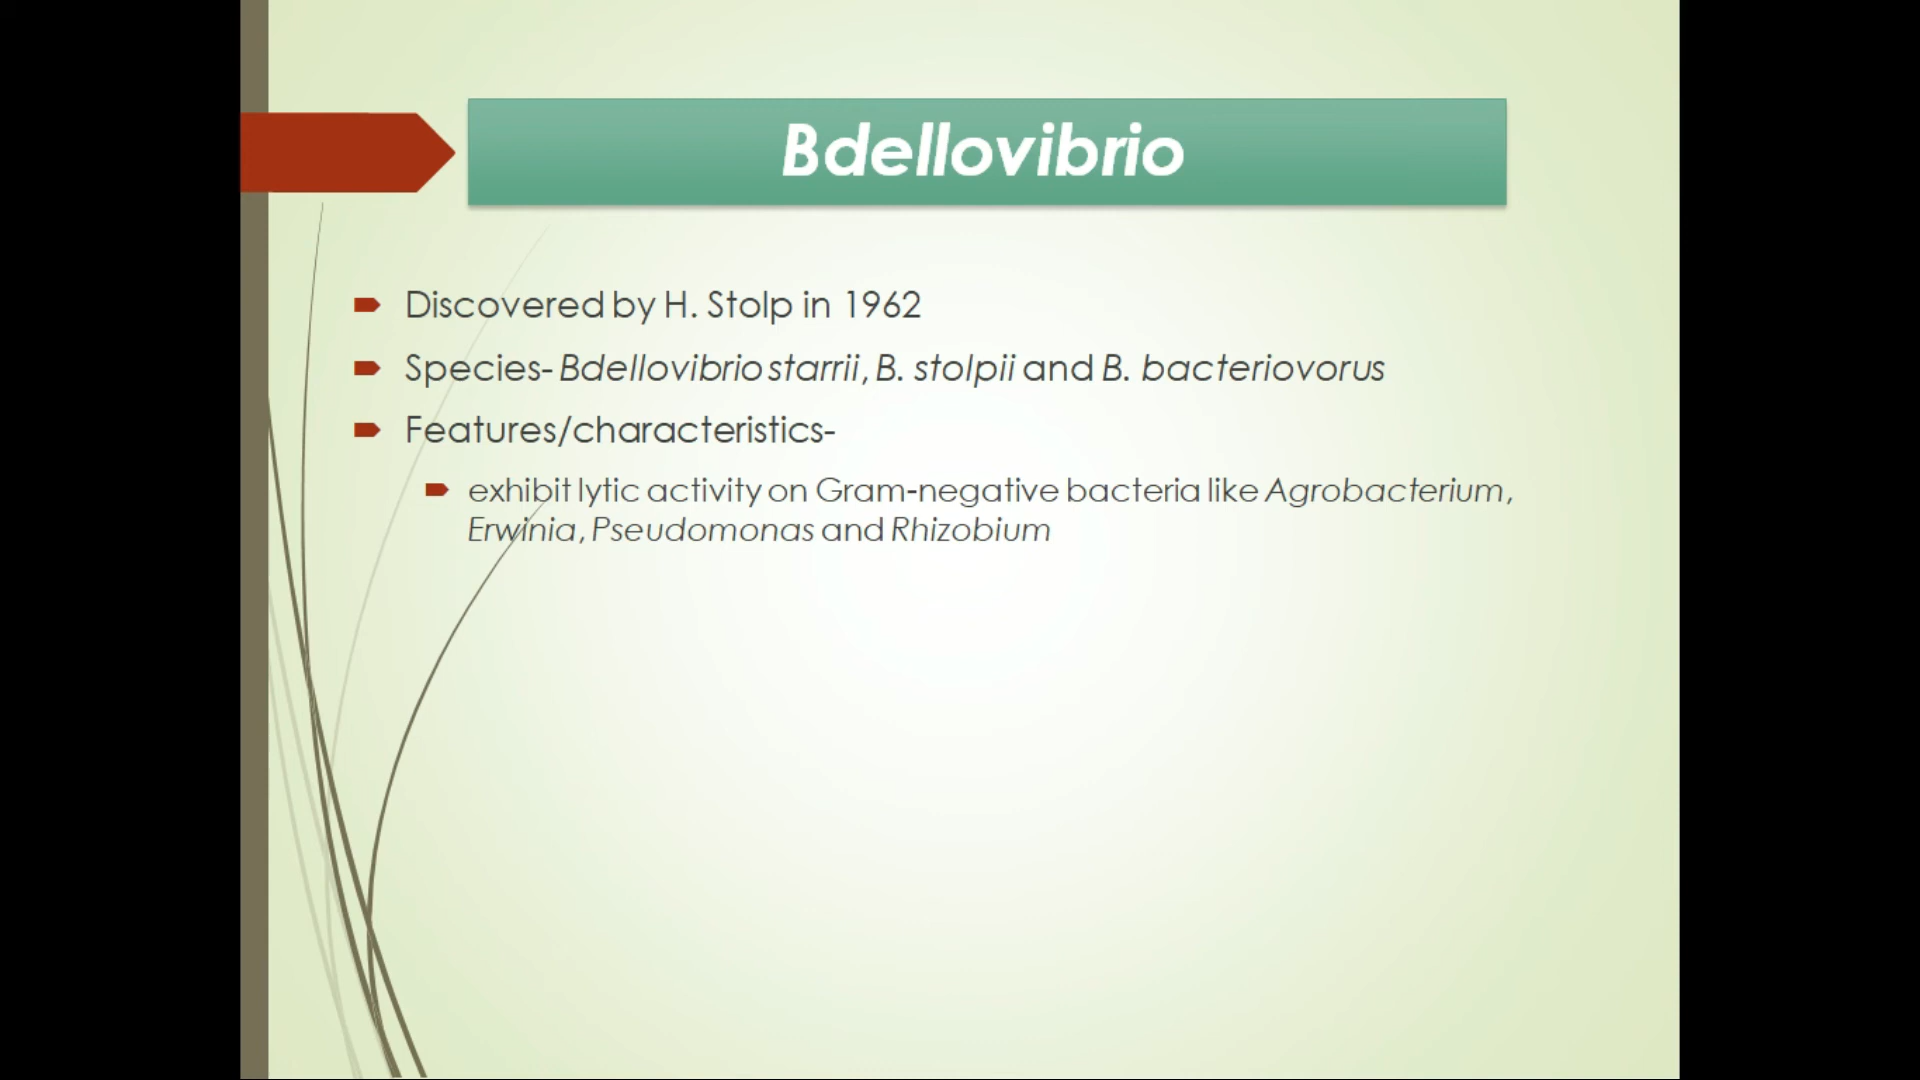 Bdellovibrio
Discovered by H. Stolp in 1962
Species- Bdellovibrio starrii, B. stolpii and B. bacteriovorus
Features/characteristics-
exhibit lytic activity on Gram-negative bacteria like Agrobacterium,
Erwinia, Pseudomonas and Rhizobium